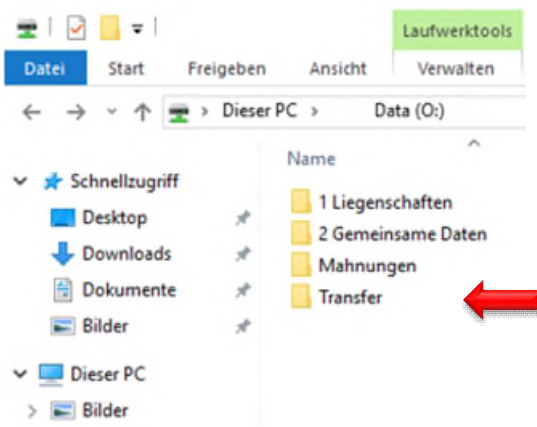 Laufwerktools
Datei Start Freigeben Ansicht Verwalten
Dieser PC Data (O:)
Name
Schnellzugriff
Desktop
Downloads
Dokumente
Bilder
Dieser PC
Bilder
1 Liegenschaften
2 Gemeinsame Daten
Mahnungen
Transfer